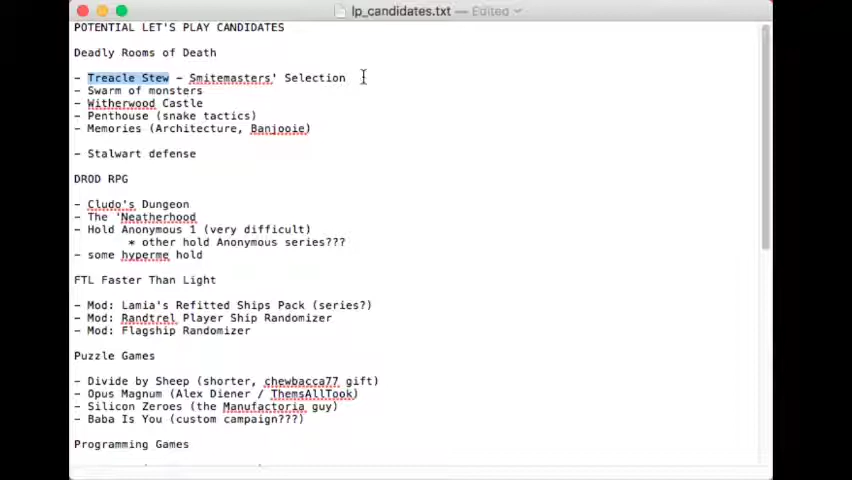 lp_candidates.txt — Edited
POTENTIAL LET'S PLAY CANDIDATES
Deadly Rooms of Death
- Treacle Stew - Smitemasters' Selection
- Swarm of monsters
- Witherwood Castle
- Penthouse (snake tactics)
- Memories (Architecture, Banjooie)
- Stalwart defense
DROD RPG
- Cludo's Dungeon
- The 'Neatherhood
- Hold Anonymous 1 (very difficult)
* other hold Anonymous series???
- some hyperme hold
FTL Faster Than Light
- Mod: Lamia's Refitted Ships Pack (series?)
- Mod: Randtrel Player Ship Randomizer
- Mod: Flagship Randomizer
Puzzle Games
- Divide by Sheep (shorter, chewbacca77 gift)
- Opus Magnum (Alex Diener / ThemsAllTook)
- Silicon Zeroes (the Manufactoria guy)
- Baba Is You (custom campaign???)
Programming Games